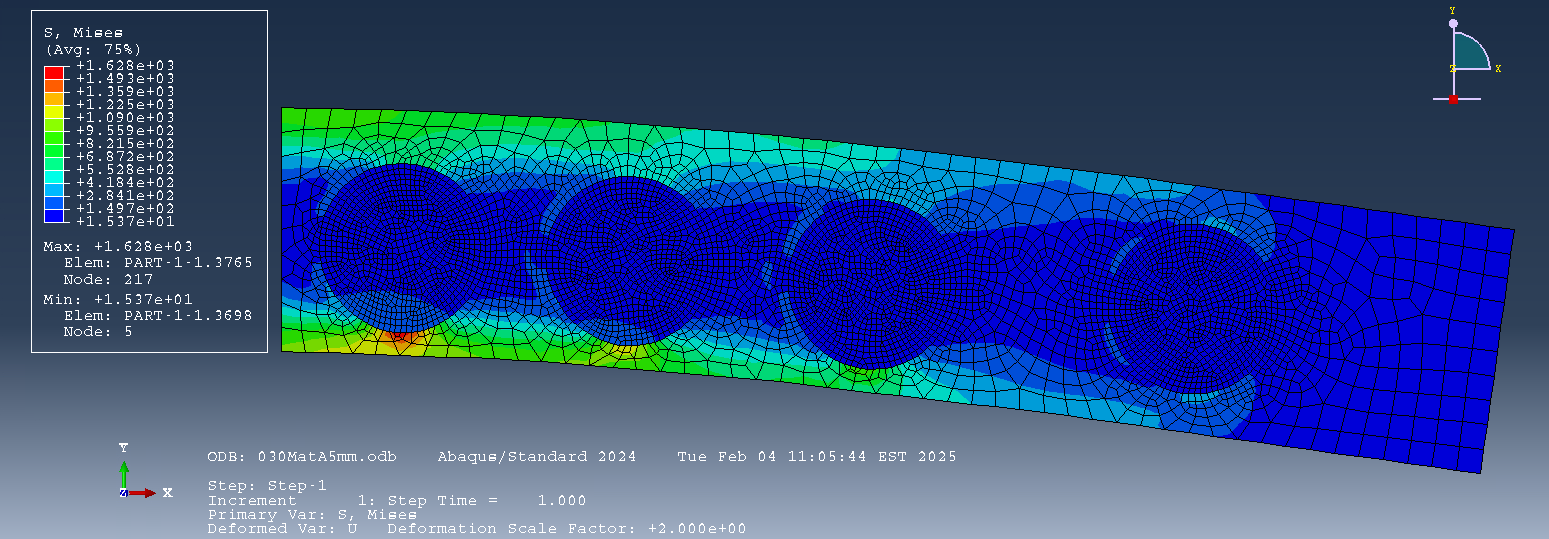 S, Mises
(Avg: 75%)
+1.628e+03
+1.493e+03
+1.359e+03
+1.225e+03
+1.090e+03
+9.559e+02
+8.215e+02
+6.872e+02
+5.528e+02
+4.184e+02
+2.841e+02
+1.497e+02
+1.537e+01
Max: +1.628e+03
Elem: PART-1-1.3765
Node: 217
Min: +1.537e+01
Elem: PART-1-1.3698
Node: 5
Y
Z X
Y
Z X
ODB: 030MatA5mm.odb Abaqus/Standard 2024 Tue Feb 04 11:05:44 EST 2025
Step: Step-1
Increment 1: Step Time = 1.000
Primary Var: S, Mises
Deformed Var: U Deformation Scale Factor: +2.000e+00